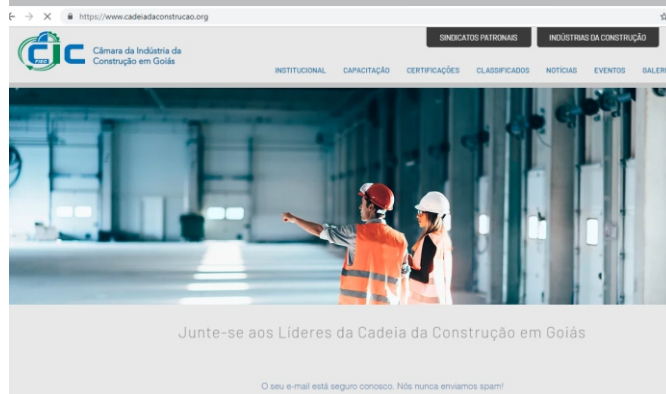 https://www.cadeiadaconstrucao.org
SINDICATOS PATRONAIS INDÚSTRIAS DA CONSTRUÇÃO
CIC
FIEG
Câmara da Indústria da
Construção em Goiás
INSTITUCIONAL CAPACITAÇÃO CERTIFICAÇÕES CLASSIFICADOS NOTÍCIAS EVENTOS GALERI
Junte-se aos Líderes da Cadeia da Construção em Goiás
O seu e-mail está seguro conosco. Nós nunca enviamos spam!